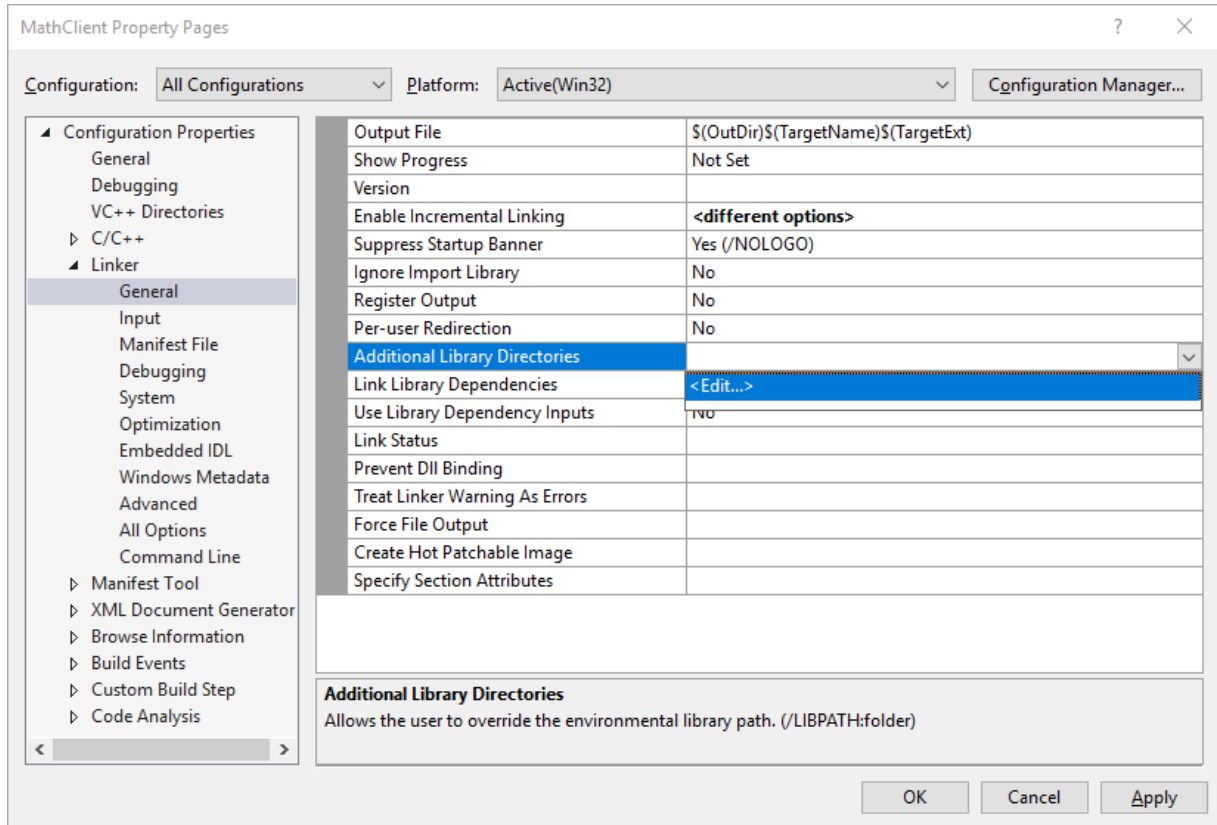 MathClient Property Pages ?
Configuration: All Configurations Platform: Active(Win32) Configuration Manager...
Configuration Properties
General
Debugging
VC++ Directories
C/C++
Linker
General
Input
Manifest File
Debugging
System
Optimization
Embedded IDL
Windows Metadata
Advanced
All Options
Command Line
Manifest Tool
XML Document Generator
Browse Information
Build Events
Custom Build Step
Code Analysis
Output File $(OutDir)$(TargetName)$(TargetExt)
Show Progress Not Set
Version
Enable Incremental Linking <different options>
Suppress Startup Banner Yes (/NOLOGO)
Ignore Import Library No
Register Output No
Per-user Redirection No
Additional Library Directories
Link Library Dependencies <Edit...>
Use Library Dependency Inputs No
Link Status
Prevent Dll Binding
Treat Linker Warning As Errors
Force File Output
Create Hot Patchable Image
Specify Section Attributes
Additional Library Directories
Allows the user to override the environmental library path. (/LIBPATH:folder)
OK Cancel Apply